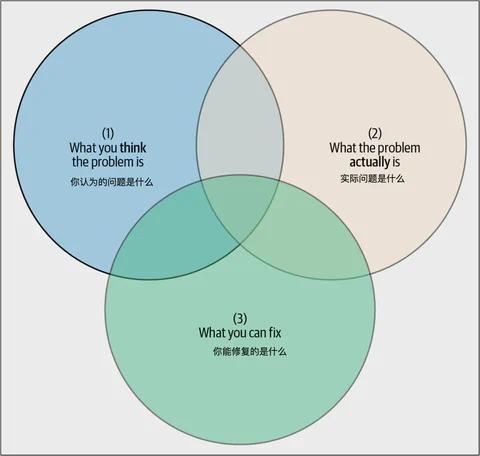 (1)
What you think
the problem is
你认为的问题是什么
(2)
What the problem
actually is
实际问题是什么
(3)
What you can fix
你能修复的是什么